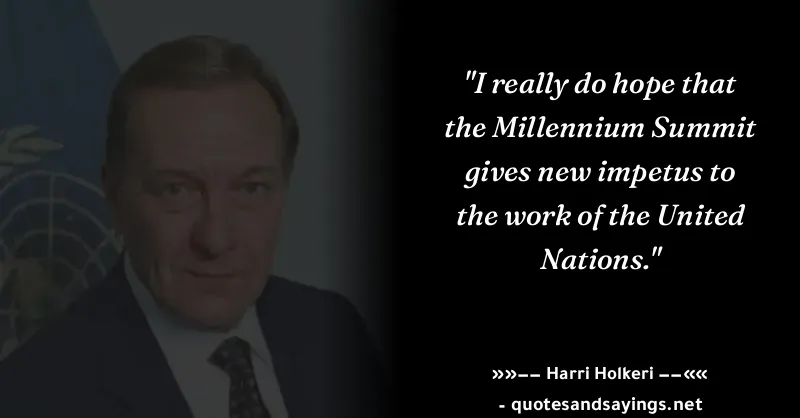 "I really do hope that
the Millennium Summit
gives new impetus to
the work of the United
Nations."
»»–– Harri Holkeri ––««
- quotesandsayings.net